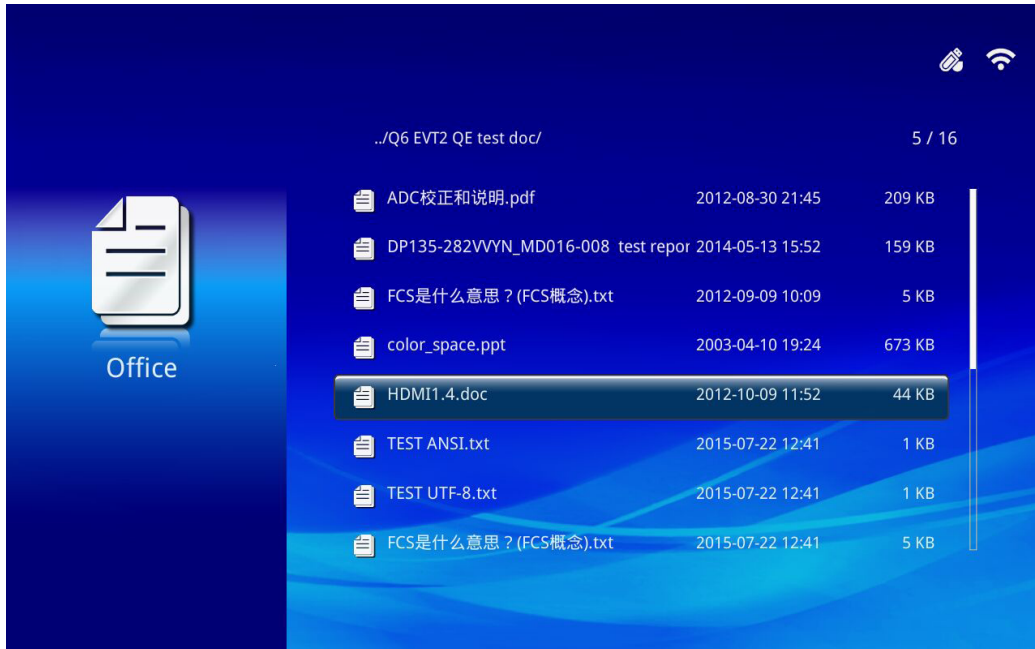 ../Q6 EVT2 QE test doc/ 5 / 16
ADC校正和说明.pdf 2012-08-30 21:45 209 KB
DP135-282VVYN_MD016-008 test repor 2014-05-13 15:52 159 KB
FCS是什么意思？(FCS概念).txt 2012-09-09 10:09 5 KB
color_space.ppt 2003-04-10 19:24 673 KB
Office
HDMI1.4.doc 2012-10-09 11:52 44 KB
TEST ANSI.txt 2015-07-22 12:41 1 KB
TEST UTF-8.txt 2015-07-22 12:41 1 KB
FCS是什么意思？(FCS概念).txt 2015-07-22 12:41 5 KB